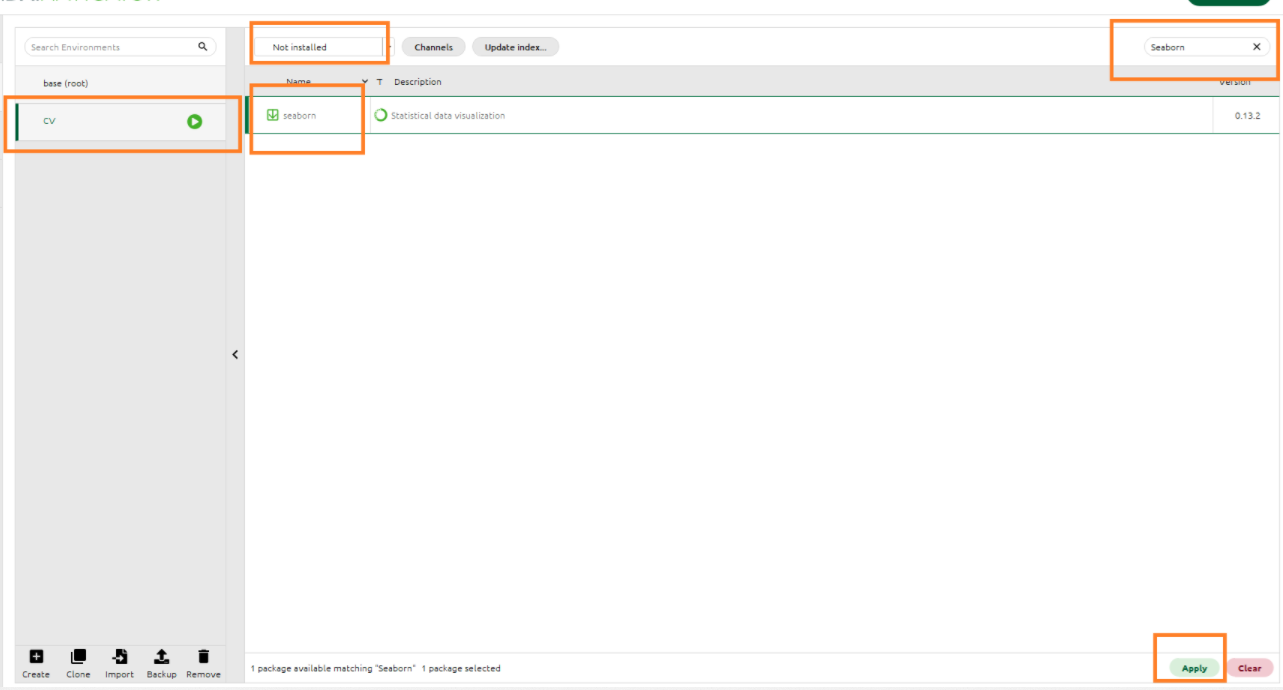 Search Environments
Not installed
Channels
Update index...
Seaborn
base (root)
Name
T
Description
Version
CV
seaborn
Statistical data visualization
0.13.2
Create
Clone
Import
Backup
Remove
1 package available matching "Seaborn" 1 package selected
Apply
Clear